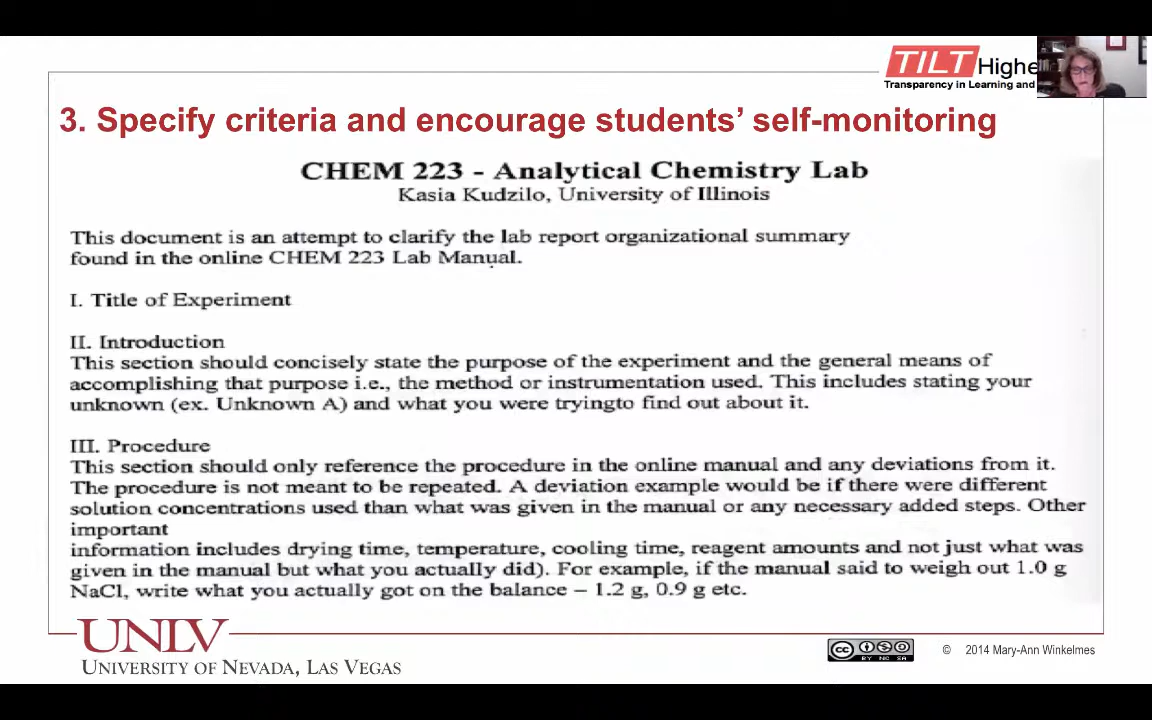 TILT Highe
Transparency in Learning and
3. Specify criteria and encourage students' self-monitoring
CHEM 223 - Analytical Chemistry Lab
Kasia Kudzilo, University of Illinois
This document is an attempt to clarify the lab report organizational summary
found in the online CHEM 223 Lab Manual.
I. Title of Experiment
II. Introduction
This section should concisely state the purpose of the experiment and the general means of
accomplishing that purpose i.e., the method or instrumentation used. This includes stating your
unknown (ex. Unknown A) and what you were tryingto find out about it.
III. Procedure
This section should only reference the procedure in the online manual and any deviations from it.
The procedure is not meant to be repeated. A deviation example would be if there were different
solution concentrations used than what was given in the manual or any necessary added steps. Other
important
information includes drying time, temperature, cooling time, reagent amounts and not just what was
given in the manual but what you actually did). For example, if the manual said to weigh out 1.0 g
NaCl, write what you actually got on the balance – 1.2 g, 0.9 g etc.
UNLV
UNIVERSITY OF NEVADA, LAS VEGAS
cc BY NC SA
© 2014 Mary-Ann Winkelmes